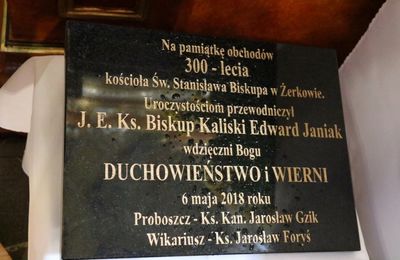 Na pamiątkę obchodów
300 - lecia
kościoła Św. Stanisława Biskupa w Żerkowie.
Uroczystościom przewodniczył
J. E. Ks. Biskup Kaliski Edward Janiak
wdzięczni Bogu
DUCHOWIEŃSTWO i WIERNI
6 maja 2018 roku
Proboszcz - Ks. Kan. Jarosław Gzik
Wikariusz - Ks. Jarosław Foryś